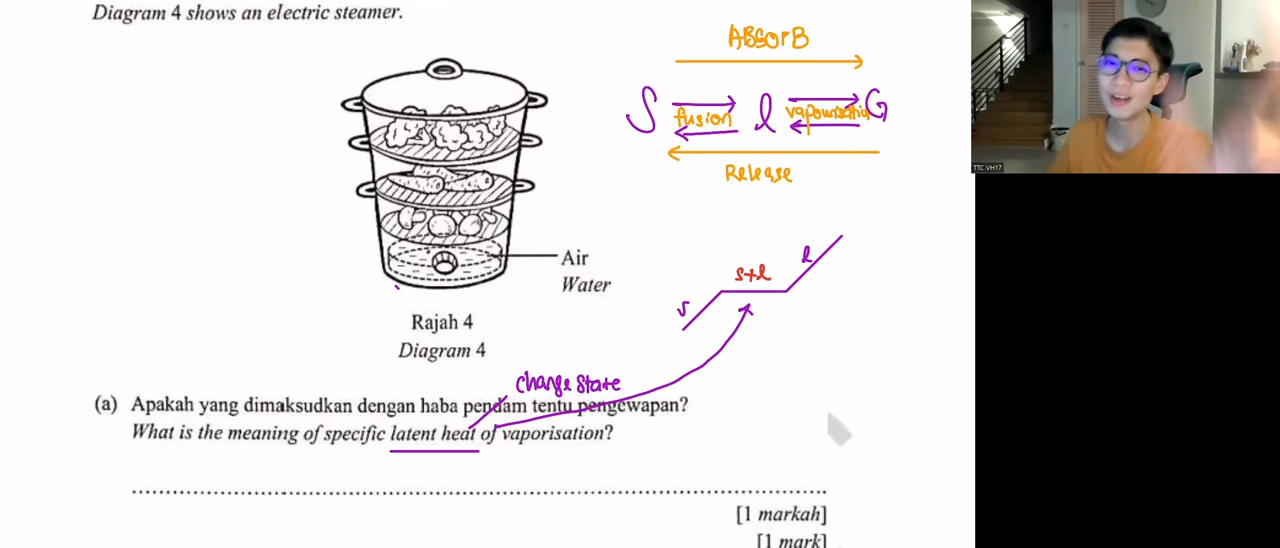 Diagram 4 shows an electric steamer.
ABSorB
S fusion l vapourisation G
Release
Air
Water
s
s+l
l
Rajah 4
Diagram 4
change state
(a) Apakah yang dimaksudkan dengan haba pendam tentu pengewapan?
What is the meaning of specific latent heat of vaporisation?
[1 markah]
[1 mark]
TTC VH17